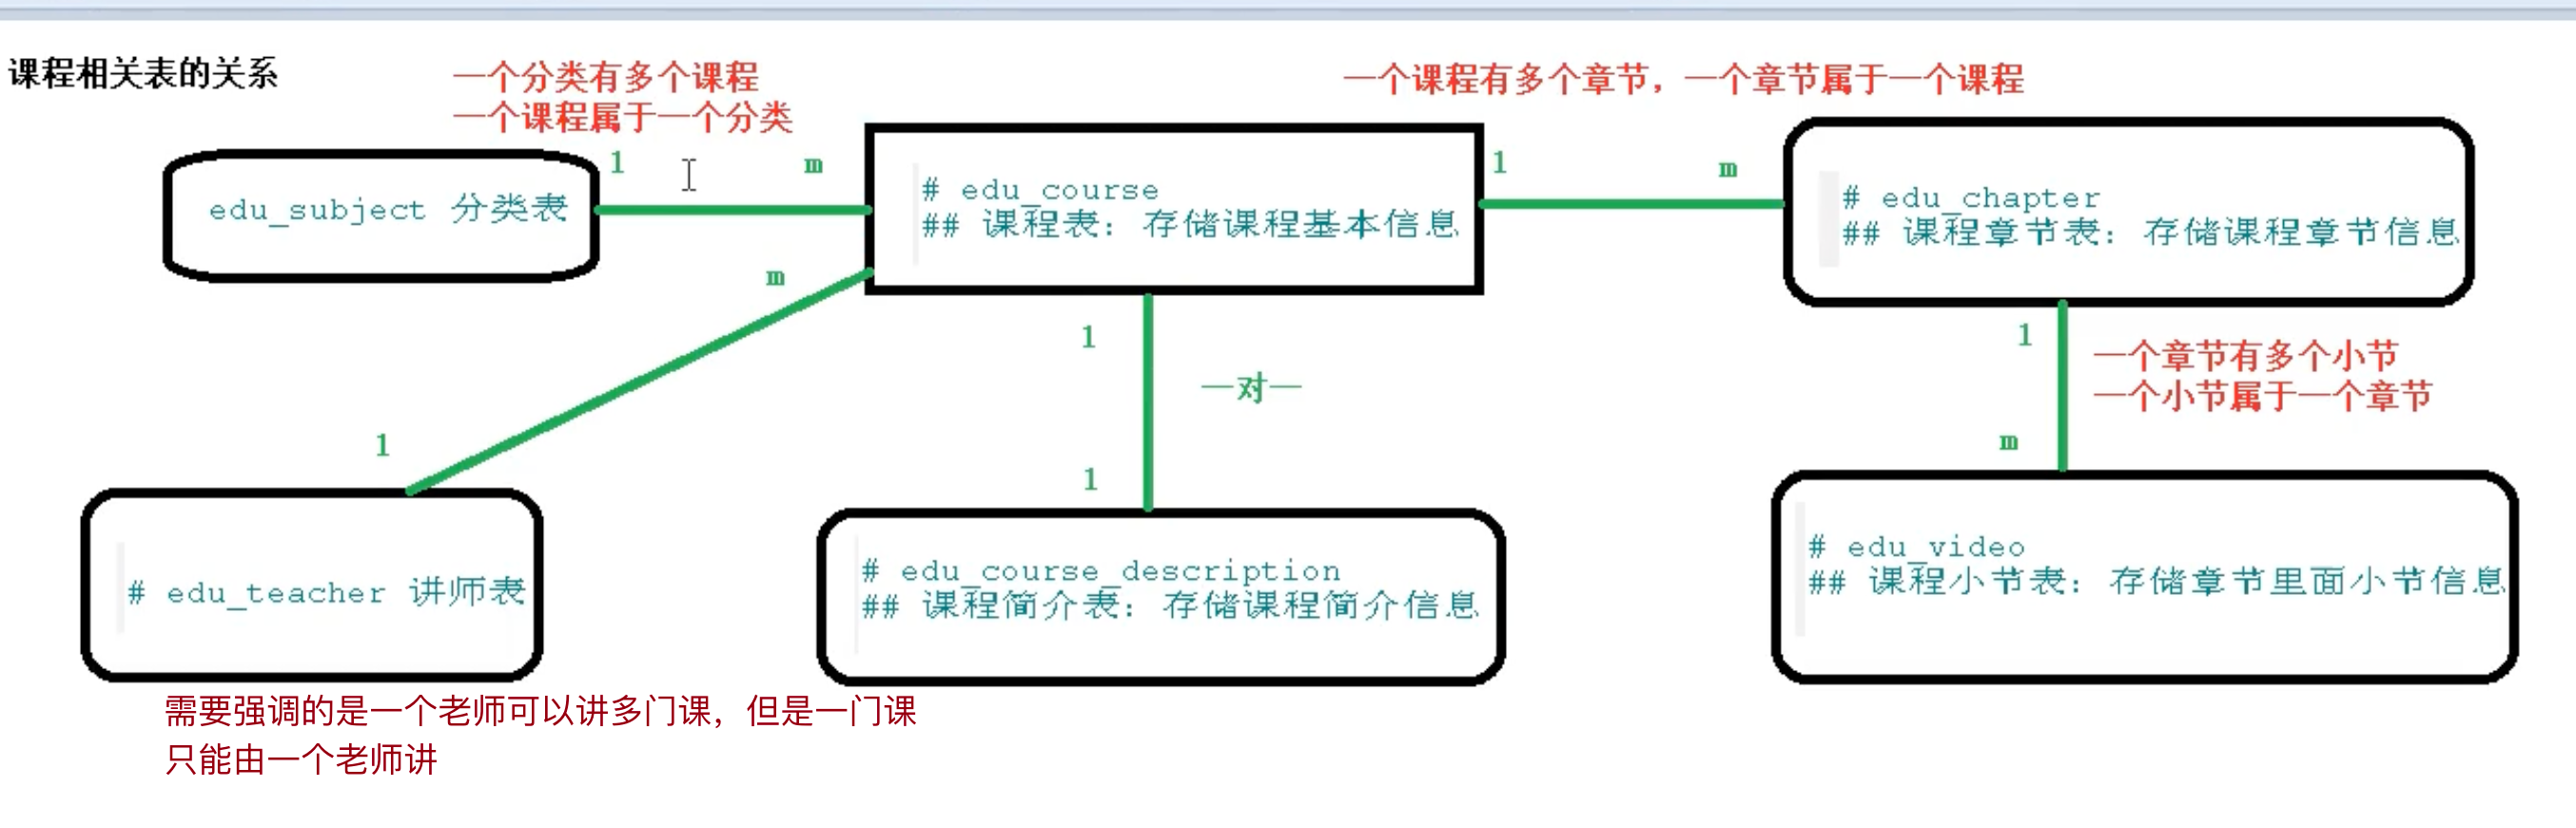 课程相关表的关系
一个分类有多个课程
一个课程属于一个分类
一个课程有多个章节，一个章节属于一个课程
1
m
1
m
edu_subject 分类表
# edu_course
## 课程表：存储课程基本信息
# edu_chapter
## 课程章节表：存储课程章节信息
m
1
1
一对一
1
1
一个章节有多个小节
一个小节属于一个章节
m
# edu_teacher 讲师表
# edu_course_description
## 课程简介表：存储课程简介信息
# edu_video
## 课程小节表：存储章节里面小节信息
需要强调的是一个老师可以讲多门课，但是一门课
只能由一个老师讲